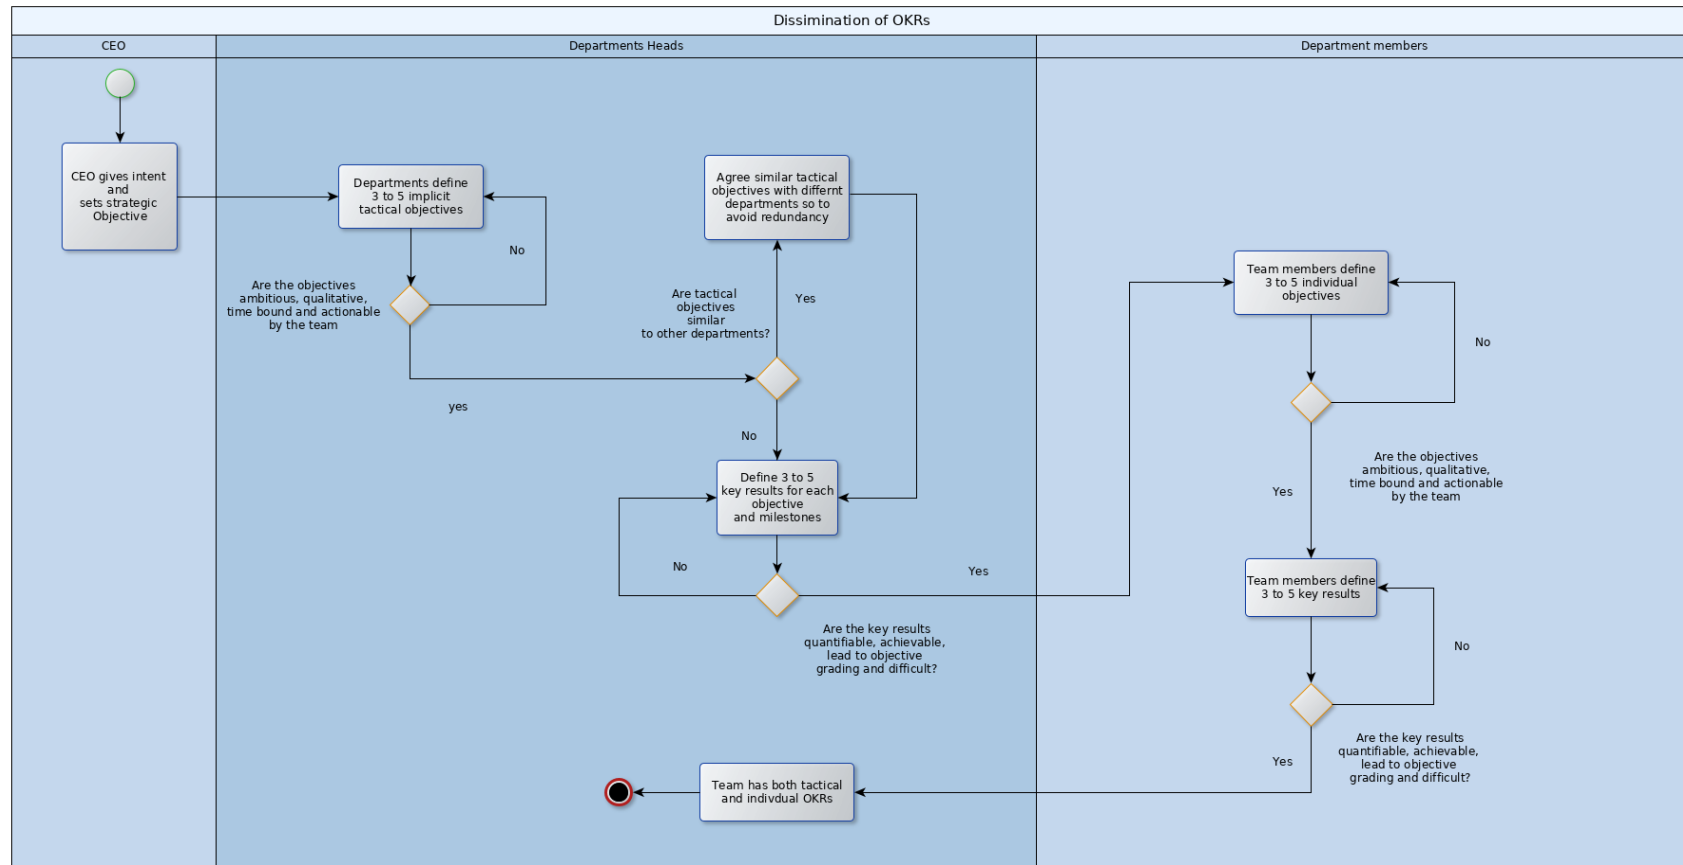 Dissimination of OKRs
CEO
Departments Heads
Department members
CEO gives intent
and
sets strategic
Objective
Departments define
3 to 5 implicit
tactical objectives
No
Are the objectives
ambitious, qualitative,
time bound and actionable
by the team
yes
Agree similar tactical
objectives with differnt
departments so to
avoid redundancy
Are tactical
objectives
similar
to other departments?
Yes
No
Define 3 to 5
key results for each
objective
and milestones
No
Yes
Are the key results
quantifiable, achievable,
lead to objective
grading and difficult?
Team members define
3 to 5 individual
objectives
No
Are the objectives
ambitious, qualitative,
time bound and actionable
by the team
Yes
Team members define
3 to 5 key results
No
Are the key results
quantifiable, achievable,
lead to objective
grading and difficult?
Yes
Team has both tactical
and indivdual OKRs